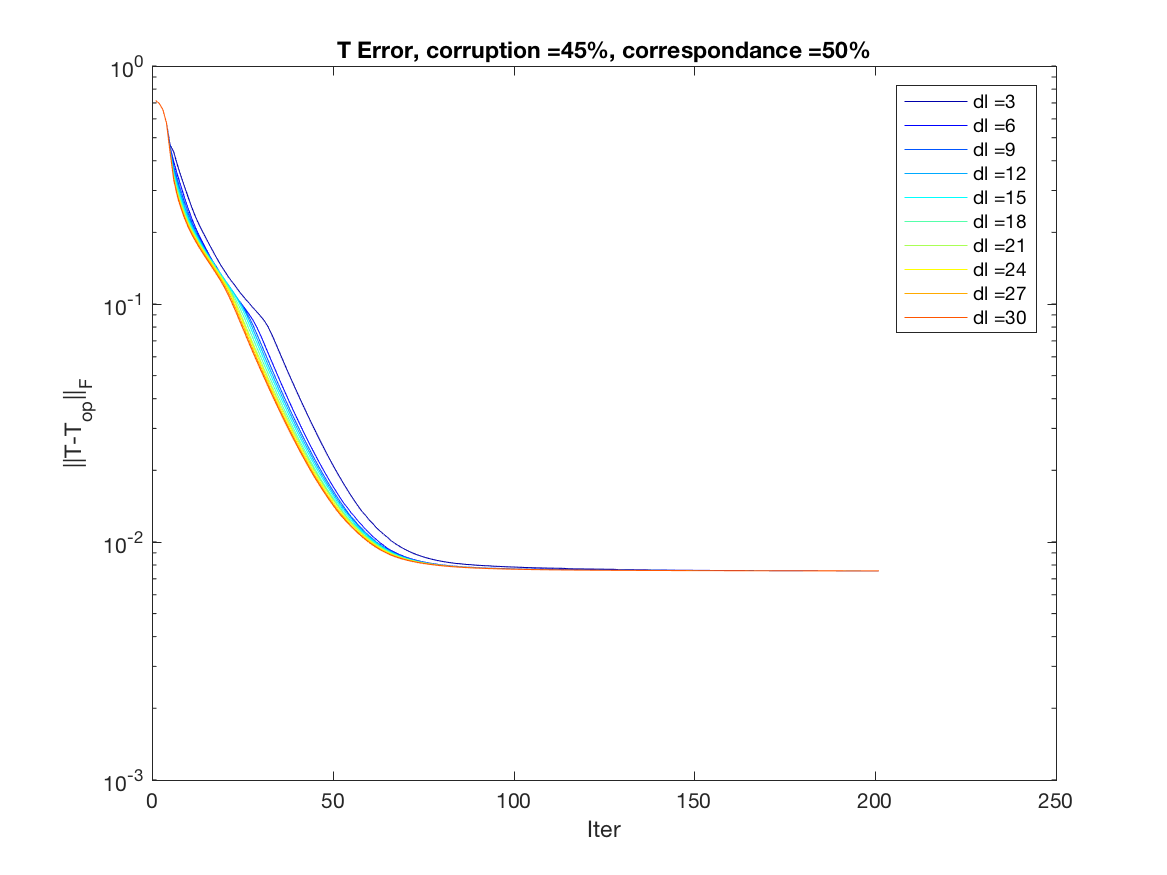 T Error, corruption =45%, correspondance =50%
10^0
10^-1
10^-2
10^-3
||T-T_op||_F
0 50 100 150 200 250
Iter
dl =3
dl =6
dl =9
dl =12
dl =15
dl =18
dl =21
dl =24
dl =27
dl =30